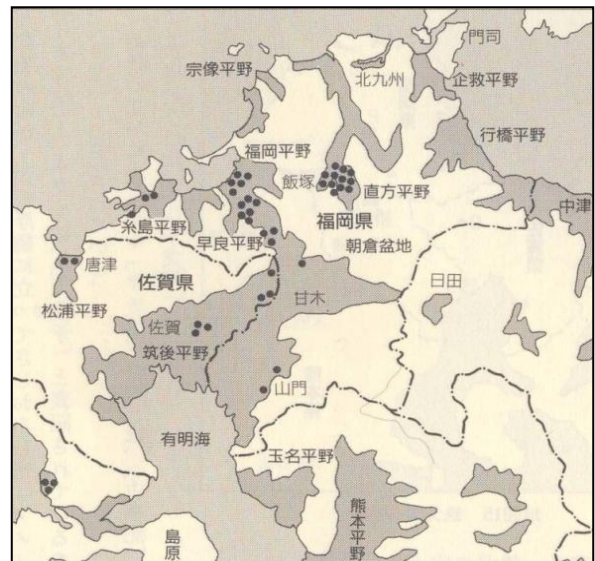 門司
宗像平野
北九州
企救平野
行橋平野
福岡平野
飯塚
直方平野
中津
福岡県
糸島平野
早良平野
朝倉盆地
唐津
佐賀県
日田
甘木
松浦平野
佐賀
筑後平野
山門
有明海
玉名平野
熊本平野
島原